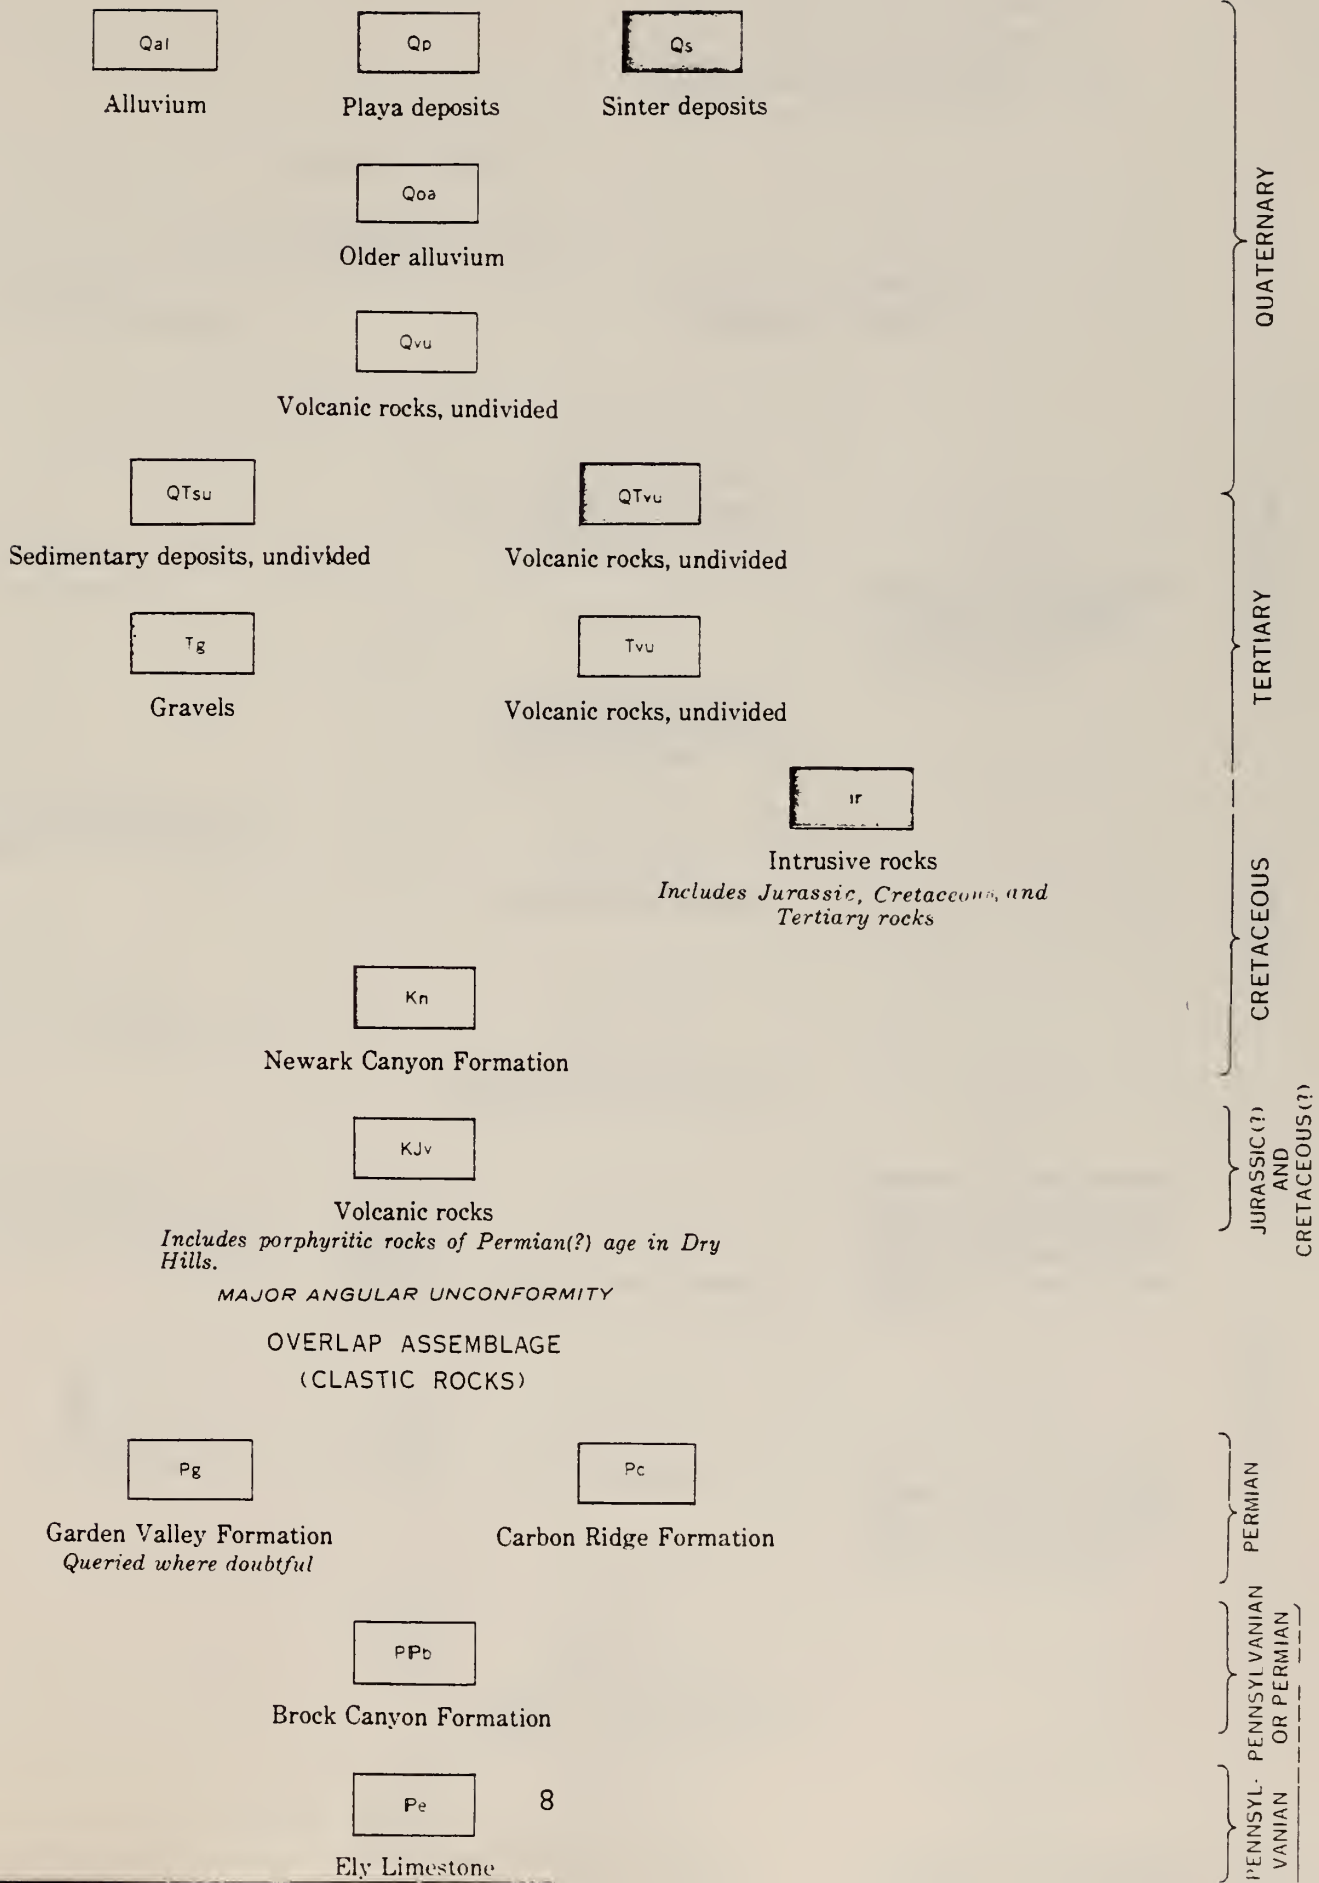 Qal
Qp
Qs
Alluvium
Playa deposits
Sinter deposits
Qoa
Older alluvium
Qvu
Volcanic rocks, undivided
QUATERNARY
QTsu
QTvu
Sedimentary deposits, undivided
Volcanic rocks, undivided
Tg
Tvu
Gravels
Volcanic rocks, undivided
TERTIARY
ir
Intrusive rocks
Includes Jurassic, Cretaceous, and
Tertiary rocks
Kn
Newark Canyon Formation
CRETACEOUS
KJv
Volcanic rocks
Includes porphyritic rocks of Permian(?) age in Dry
Hills.
JURASSIC(?)
AND
CRETACEOUS(?)
MAJOR ANGULAR UNCONFORMITY
OVERLAP ASSEMBLAGE
(CLASTIC ROCKS)
Pg
Pc
Garden Valley Formation
Queried where doubtful
Carbon Ridge Formation
PERMIAN
PIPb
Brock Canyon Formation
PENNSYLVANIAN
OR PERMIAN
IPe
8
Ely Limestone
PENNSYL-
VANIAN